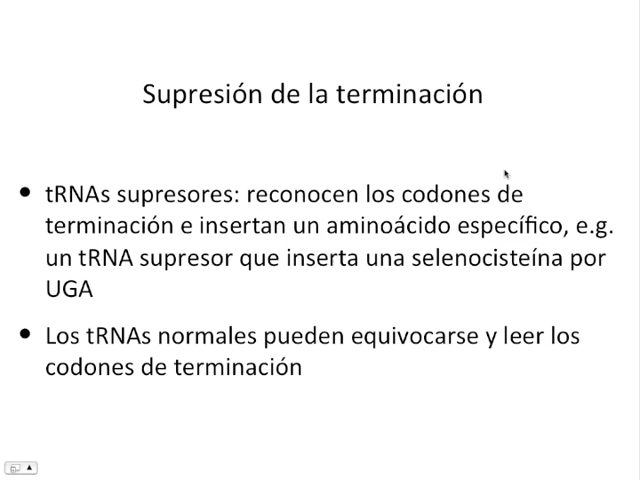 Supresión de la terminación
• tRNAs supresores: reconocen los codones de
terminación e insertan un aminoácido específico, e.g.
un tRNA supresor que inserta una selenocisteína por
UGA
• Los tRNAs normales pueden equivocarse y leer los
codones de terminación